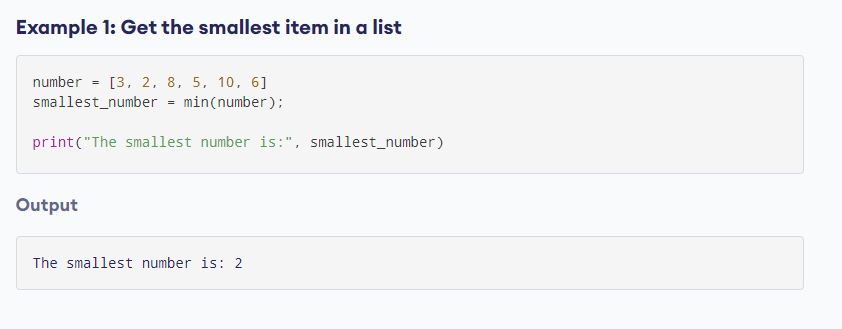 Example 1: Get the smallest item in a list
number = [3, 2, 8, 5, 10, 6]
smallest_number = min(number);
print("The smallest number is:", smallest_number)
Output
The smallest number is: 2